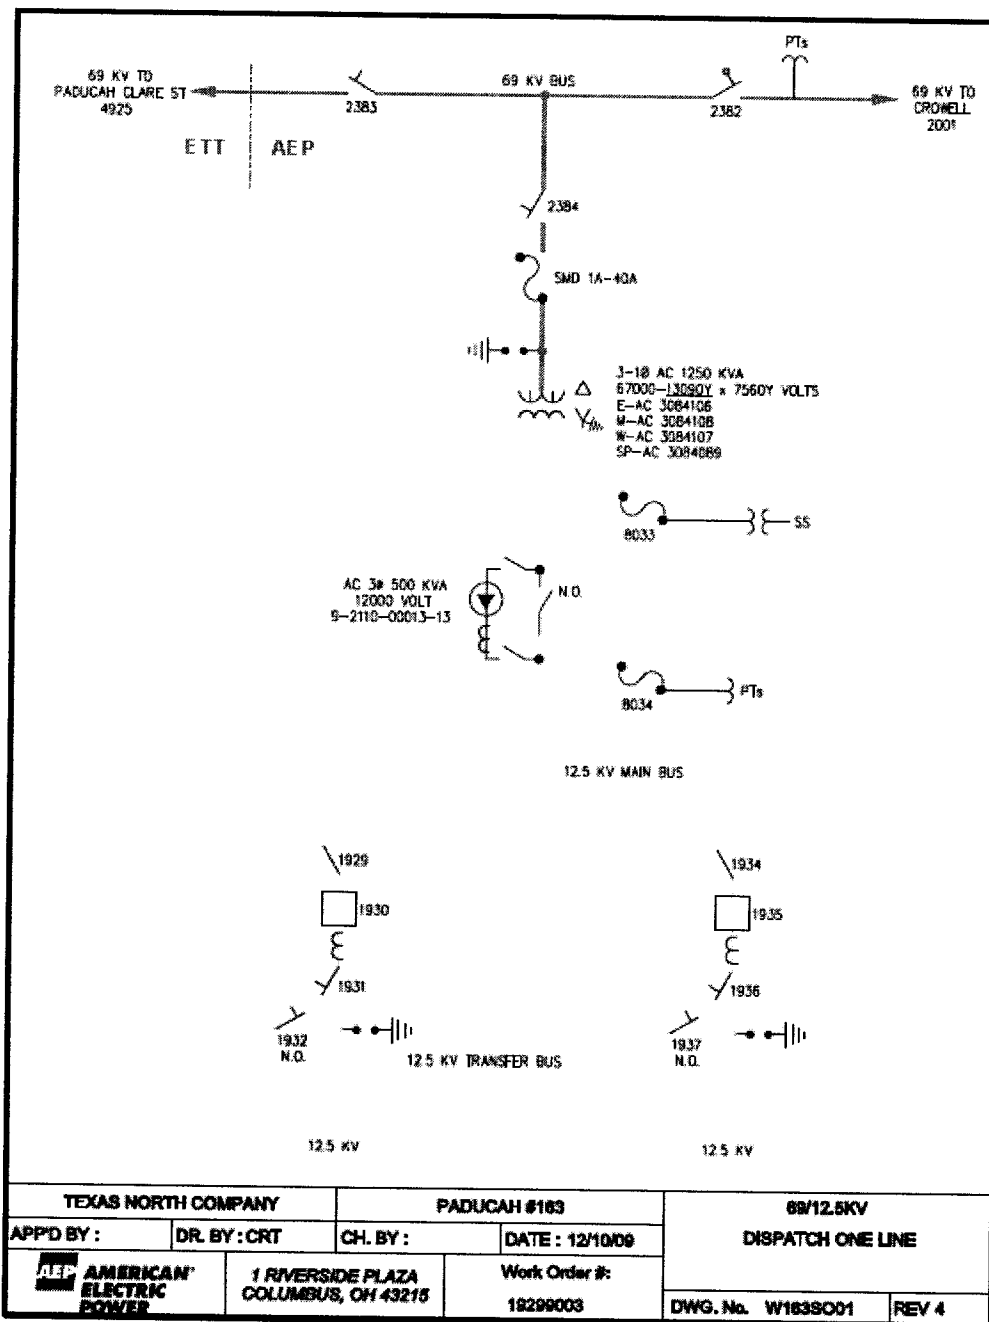 PTs
69 KV TO
PADUCAH CLARE ST
4925
2383
69 KV BUS
2382
69 KV TO
CROWELL
2001
ETT
AEP
2384
SMD 1A-40A
3-1Ø AC 1250 KVA
67000-13090Y x 7560Y VOLTS
E-AC 3084106
M-AC 3084108
W-AC 3084107
SP-AC 3084089
8033
SS
AC 3Ø 500 KVA
12000 VOLT
9-2110-00013-13
N.O.
8034
PTs
12.5 KV MAIN BUS
1929
1930
1931
1932
N.O.
1934
1935
1936
1937
N.O.
12.5 KV TRANSFER BUS
12.5 KV
12.5 KV
TEXAS NORTH COMPANY
PADUCAH #163
69/12.5KV
DISPATCH ONE LINE
APP'D BY :
DR. BY : CRT
CH. BY :
DATE : 12/10/09
AEP AMERICAN
ELECTRIC
POWER
1 RIVERSIDE PLAZA
COLUMBUS, OH 43215
Work Order #:
19299003
DWG. No. W163SO01
REV 4